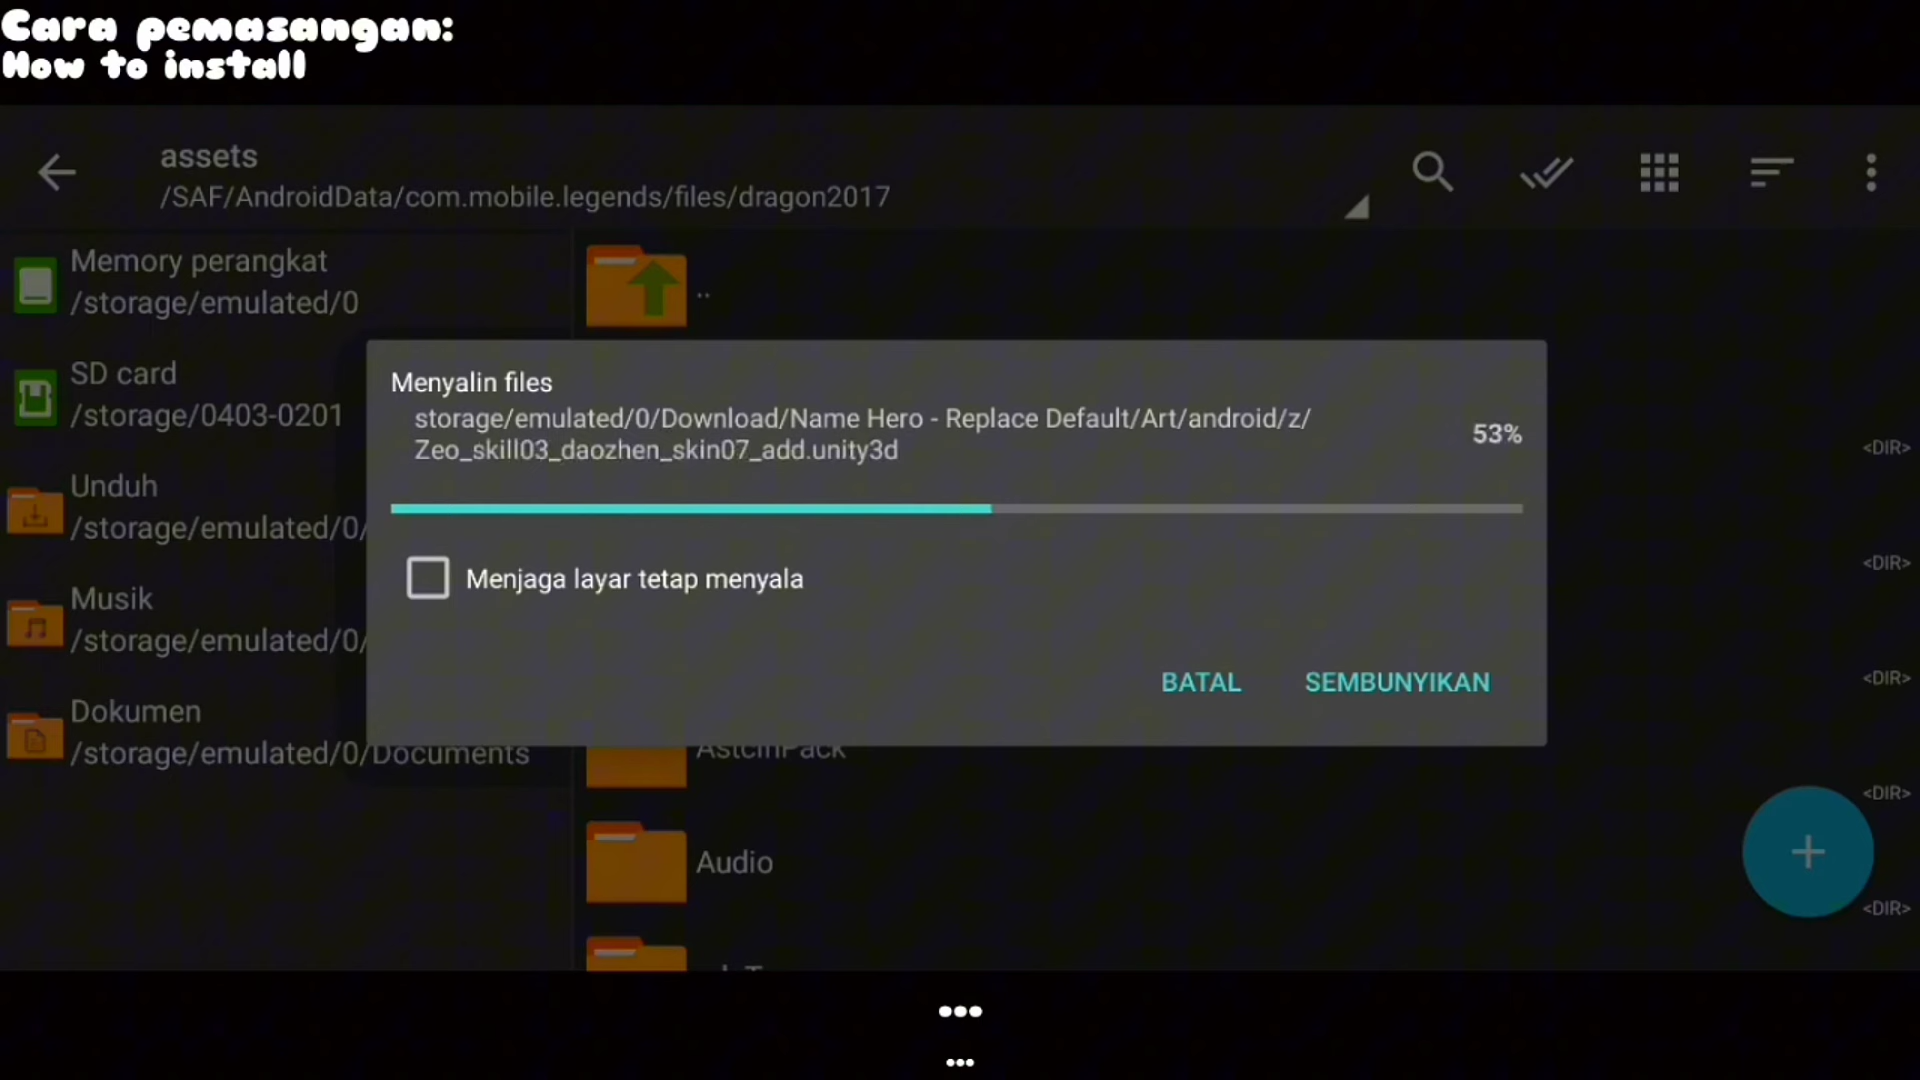 Cara pemasangan:
How to install
assets
/SAF/AndroidData/com.mobile.legends/files/dragon2017
Memory perangkat
/storage/emulated/0
SD card
/storage/0403-0201
Unduh
/storage/emulated/0/
Musik
/storage/emulated/0/
Dokumen
/storage/emulated/0/Documents
..
Menyalin files
storage/emulated/0/Download/Name Hero - Replace Default/Art/android/z/
Zeo_skill03_daozhen_skin07_add.unity3d
53%
Menjaga layar tetap menyala
BATAL
SEMBUNYIKAN
<DIR>
<DIR>
<DIR>
Audio
<DIR>
<DIR>
...
...